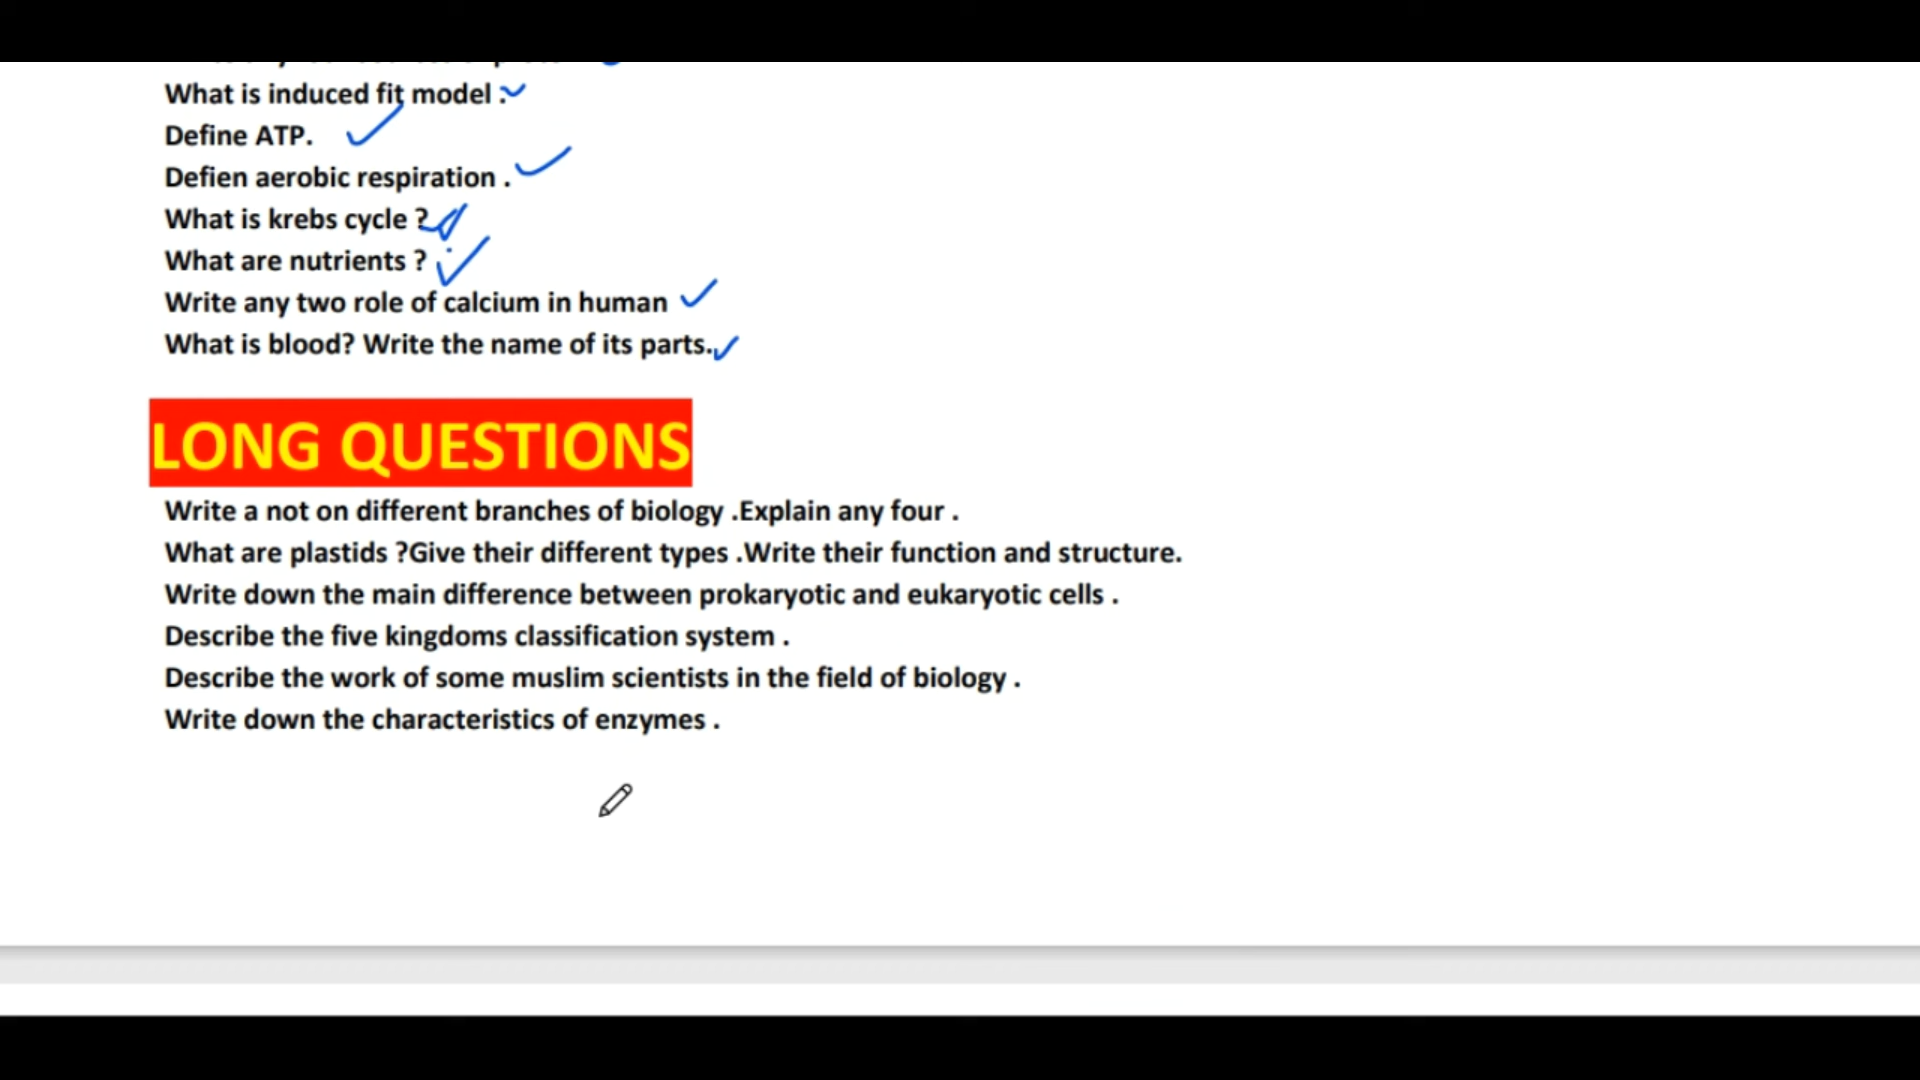 What is induced fit model :
Define ATP.
Defien aerobic respiration .
What is krebs cycle ?
What are nutrients ?
Write any two role of calcium in human
What is blood? Write the name of its parts.
LONG QUESTIONS
Write a not on different branches of biology .Explain any four .
What are plastids ?Give their different types .Write their function and structure.
Write down the main difference between prokaryotic and eukaryotic cells .
Describe the five kingdoms classification system .
Describe the work of some muslim scientists in the field of biology .
Write down the characteristics of enzymes .